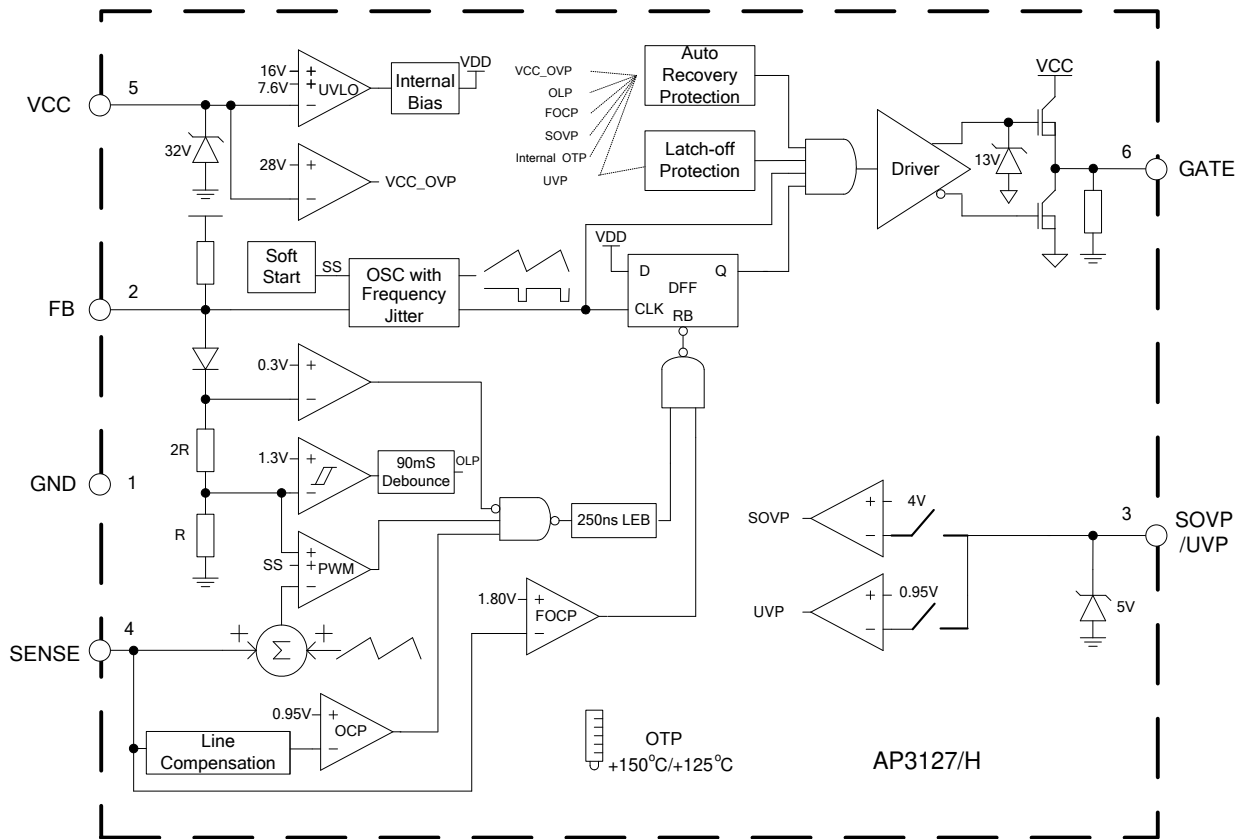 VCC
5
16V
7.6V
+
+
−
UVLO
Internal
Bias
VDD
32V
28V
+
−
VCC_OVP
VCC_OVP
OLP
FOCP
SOVP
Internal OTP
UVP
Auto
Recovery
Protection
Latch-off
Protection
Driver
VCC
13V
6
GATE
FB
2
Soft
Start
SS
OSC with
Frequency
Jitter
VDD
D
Q
DFF
CLK
RB
0.3V
+
−
2R
1.3V
+
−
90mS
Debounce
OLP
GND
1
R
SS
+
+
−
PWM
250ns LEB
SOVP
+
−
4V
3
SOVP
/UVP
UVP
+
−
0.95V
5V
1.80V
+
−
FOCP
SENSE
4
+
Σ
+
0.95V
+
−
OCP
Line
Compensation
OTP
+150°C/+125°C
AP3127/H